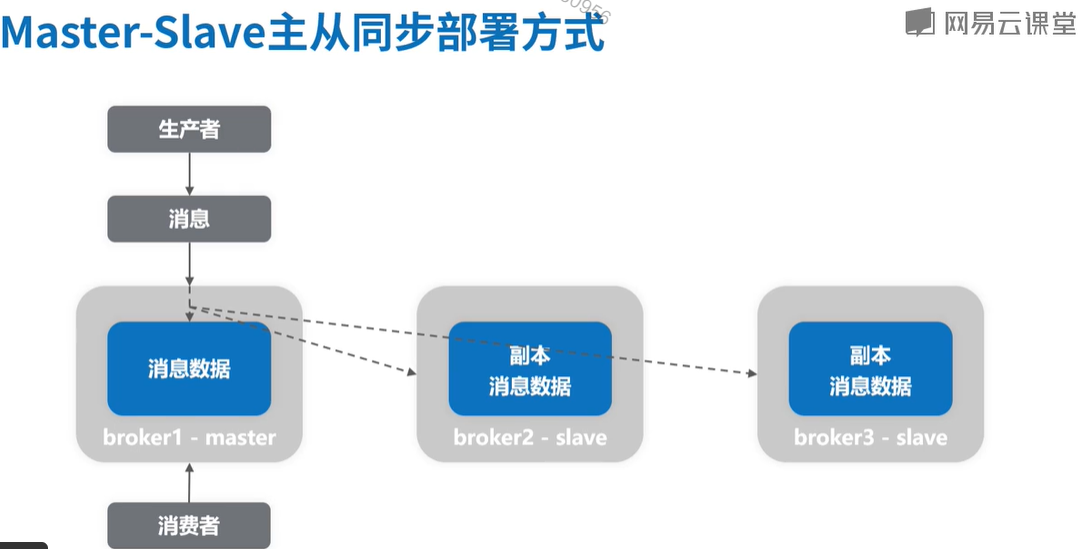 Master-Slave主从同步部署方式
网易云课堂
生产者
消息
消息数据
broker1 - master
副本
消息数据
broker2 - slave
副本
消息数据
broker3 - slave
消费者